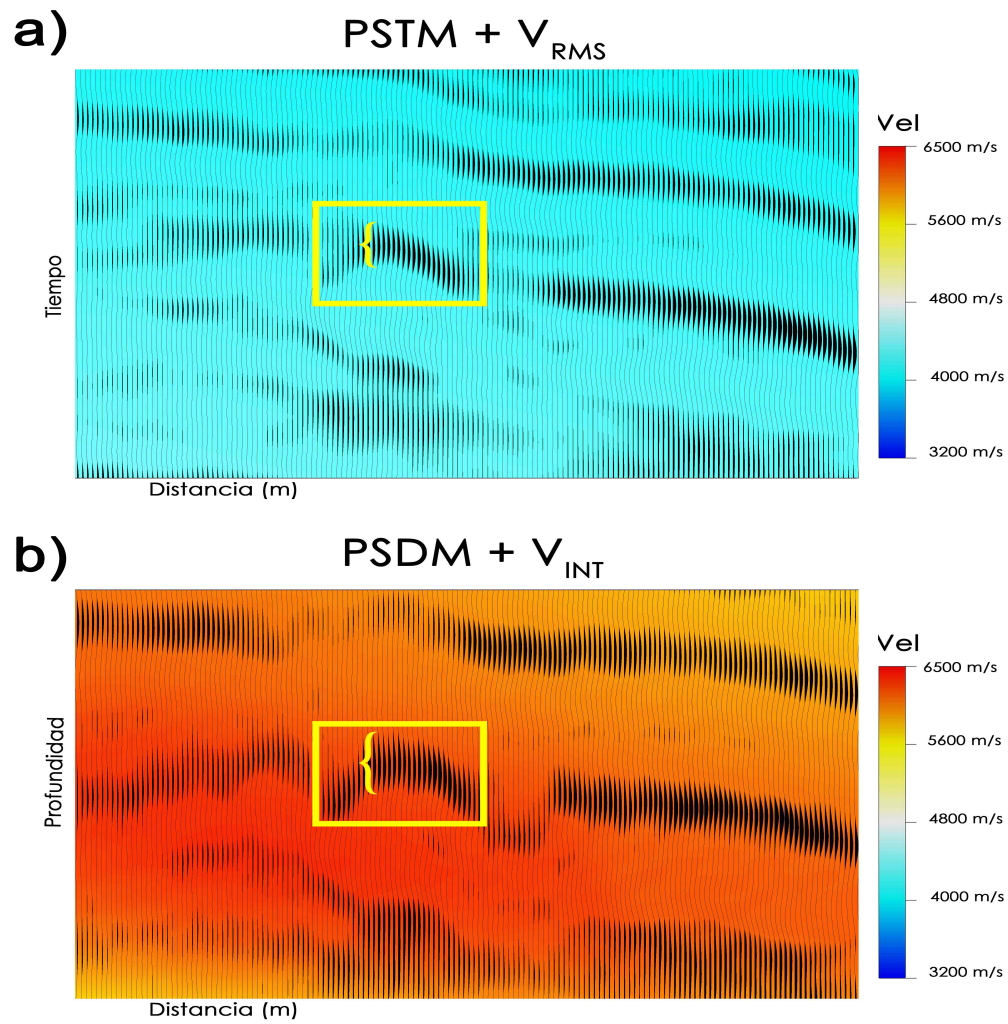 a)
PSTM + VRMS
Vel
6500 m/s
5600 m/s
4800 m/s
4000 m/s
3200 m/s
Tiempo
Distancia (m)
b)
PSDM + VINT
Vel
6500 m/s
5600 m/s
4800 m/s
4000 m/s
3200 m/s
Profundidad
Distancia (m)